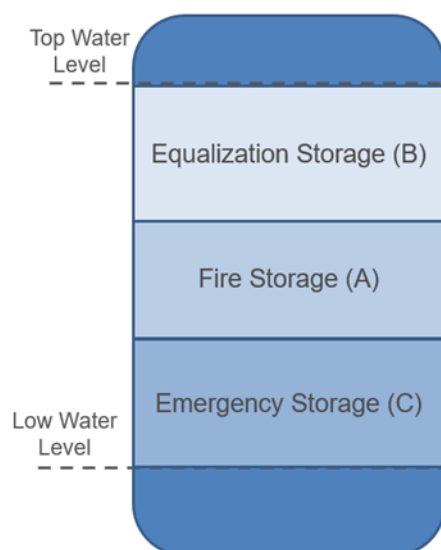 Top Water
Level
Equalization Storage (B)
Fire Storage (A)
Emergency Storage (C)
Low Water
Level